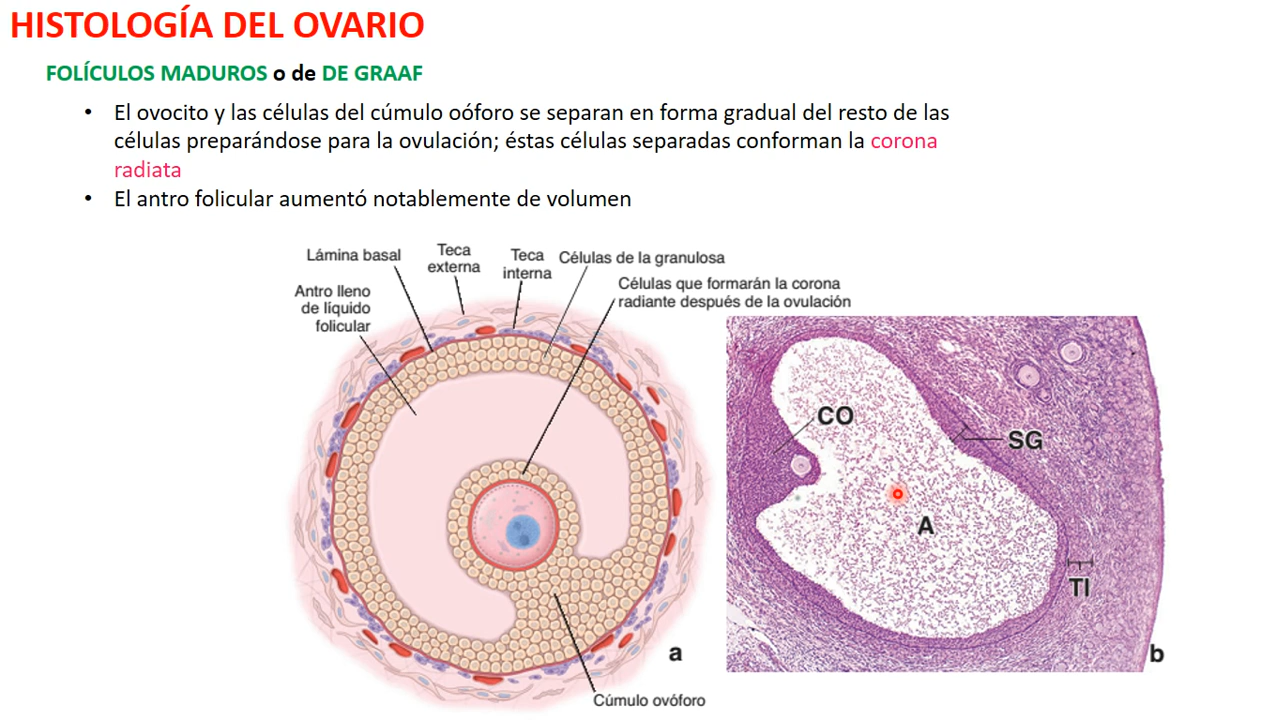 HISTOLOGÍA DEL OVARIO
FOLÍCULOS MADUROS o de DE GRAAF
• El ovocito y las células del cúmulo oóforo se separan en forma gradual del resto de las
células preparándose para la ovulación; éstas células separadas conforman la corona
radiata
• El antro folicular aumentó notablemente de volumen
Lámina basal
Teca
externa
Teca
interna
Células de la granulosa
Antro lleno
de líquido
folicular
Células que formarán la corona
radiante después de la ovulación
CO
SG
A
TI
a
b
Cúmulo ovóforo